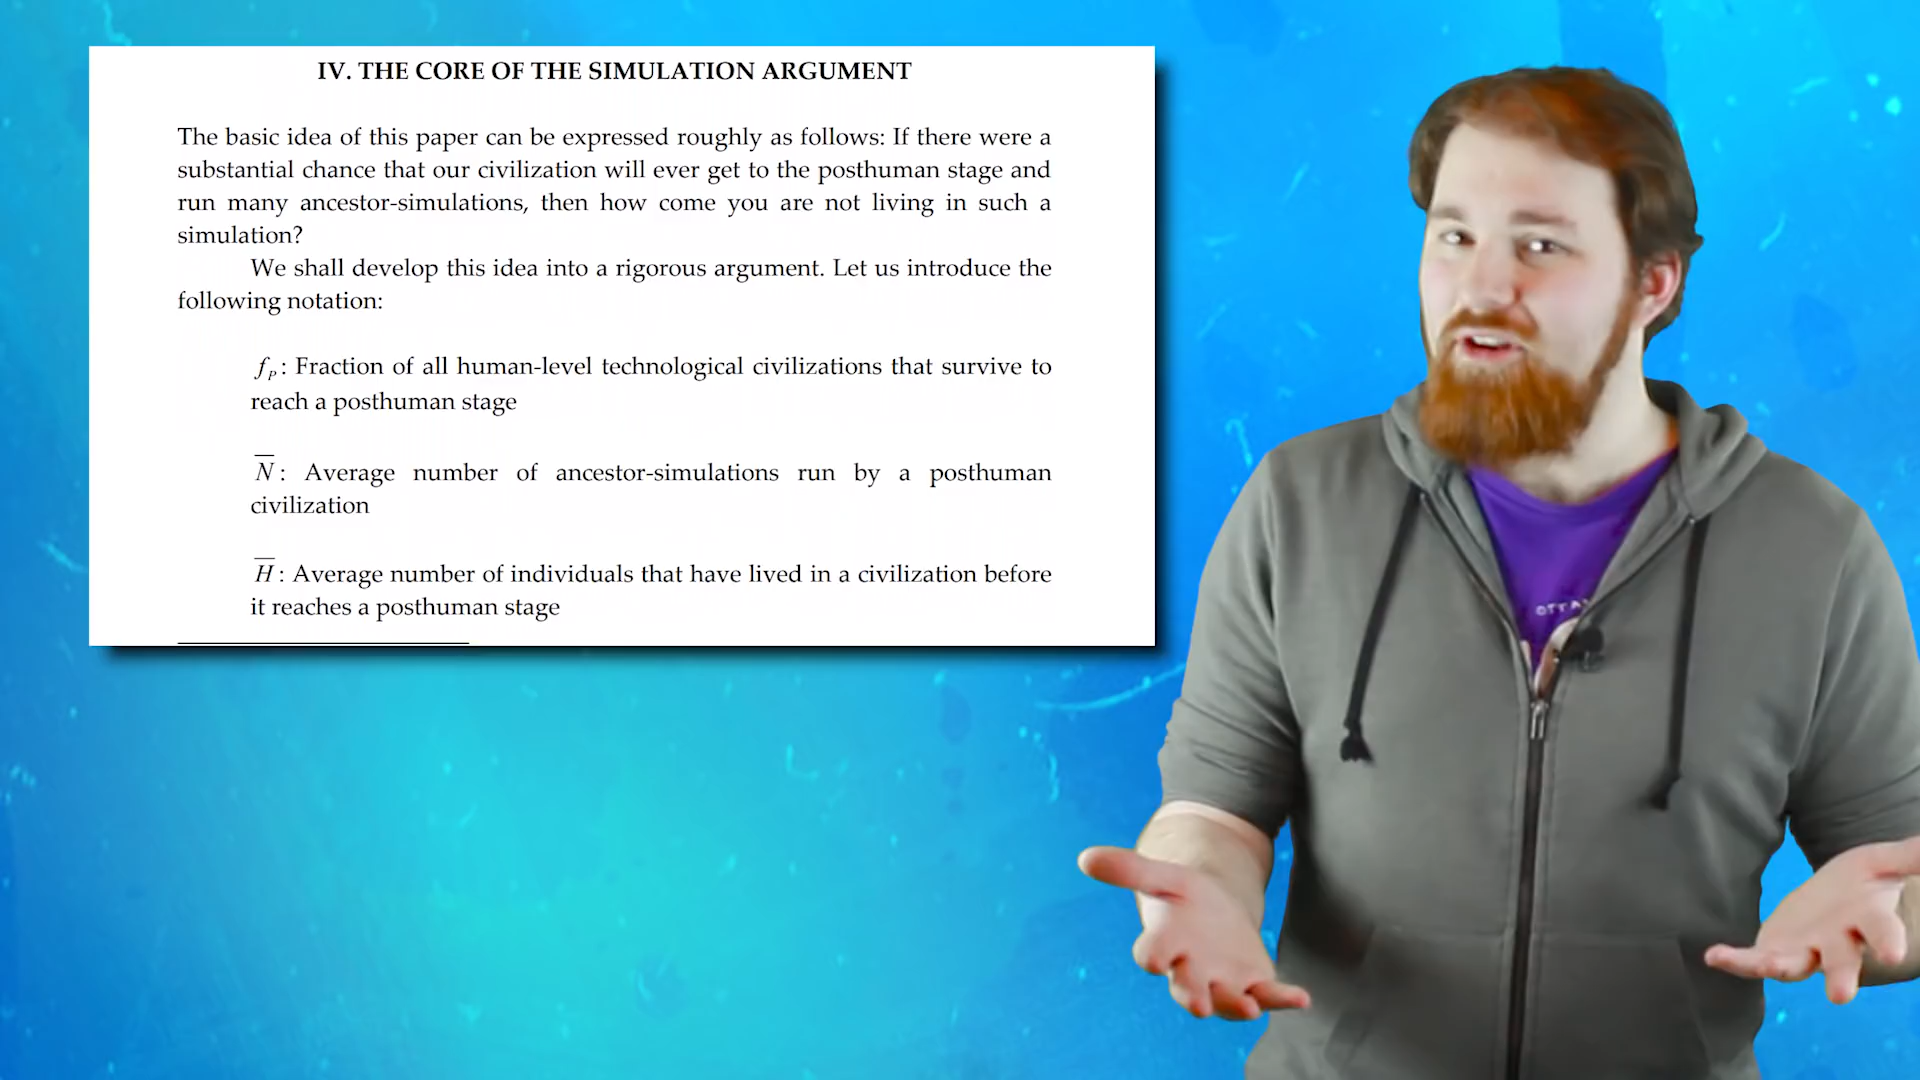 IV. THE CORE OF THE SIMULATION ARGUMENT
The basic idea of this paper can be expressed roughly as follows: If there were a
substantial chance that our civilization will ever get to the posthuman stage and
run many ancestor-simulations, then how come you are not living in such a
simulation?
We shall develop this idea into a rigorous argument. Let us introduce the
following notation:
f_P: Fraction of all human-level technological civilizations that survive to
reach a posthuman stage
N̅: Average number of ancestor-simulations run by a posthuman
civilization
H̅: Average number of individuals that have lived in a civilization before
it reaches a posthuman stage